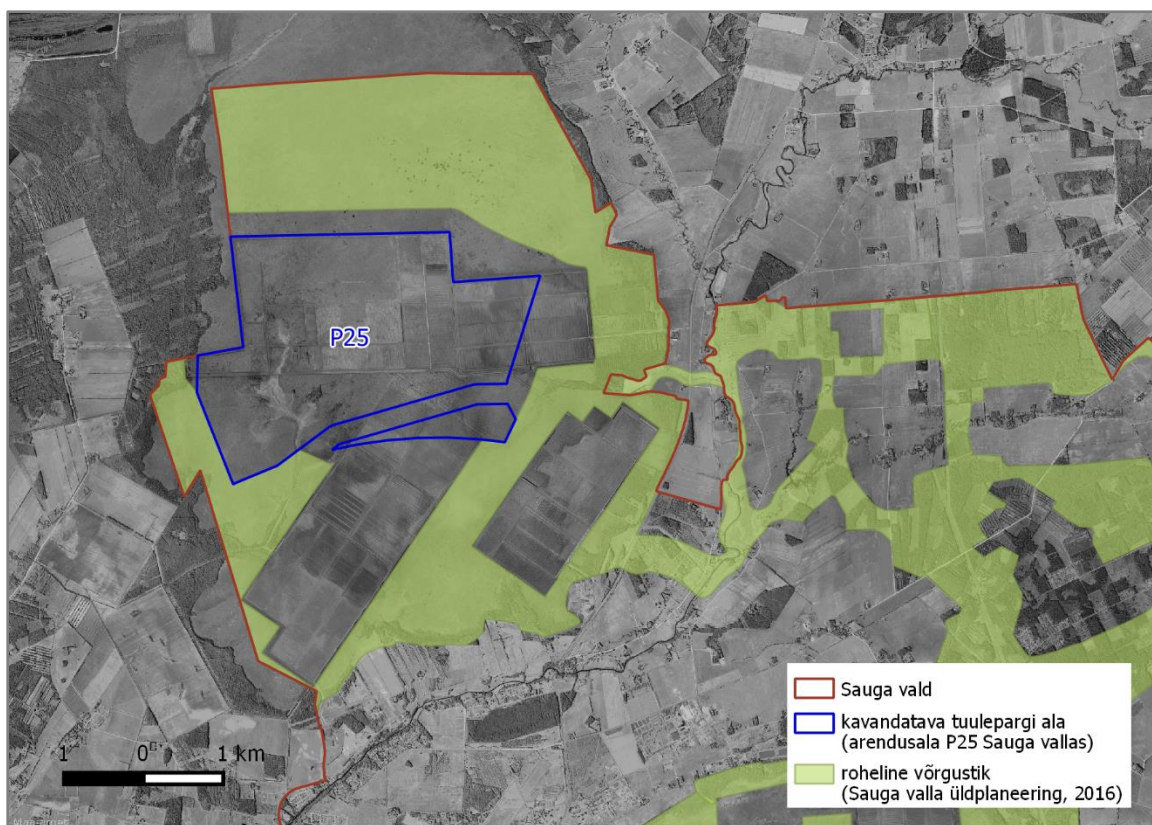 P25
1 0 1 km
Sauga vald
kavandatava tuulepargi ala
(arendusala P25 Sauga vallas)
roheline võrgustik
(Sauga valla üldplaneering, 2016)